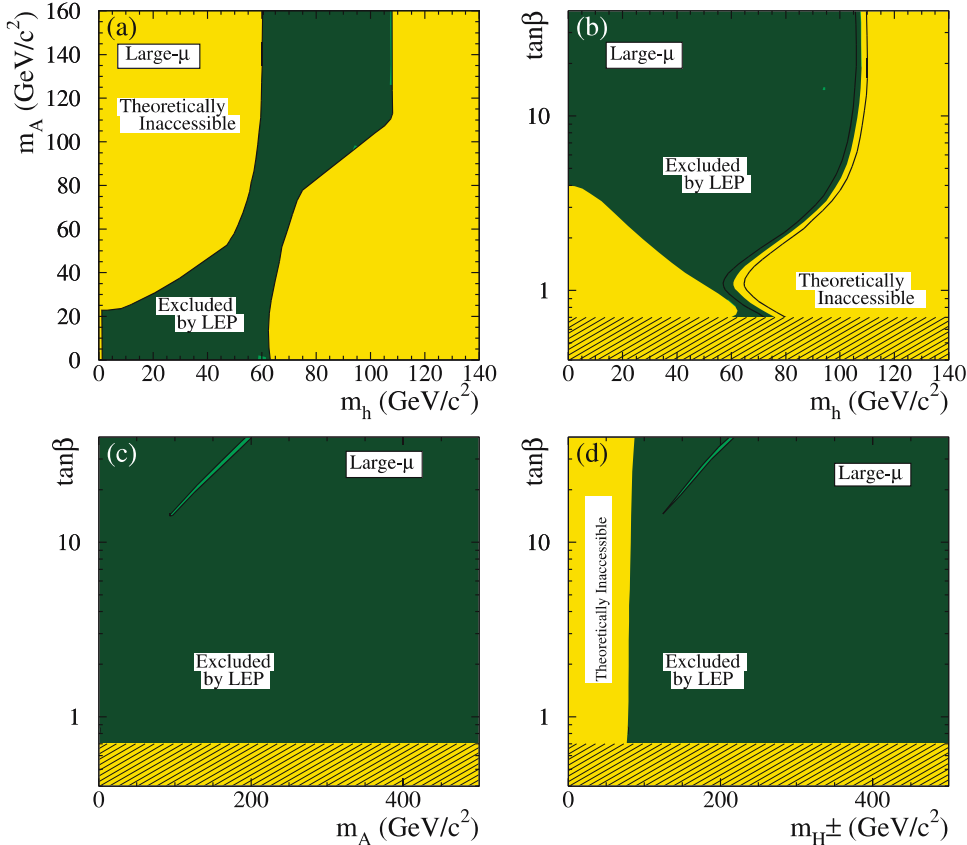 (a)
Large-μ
Theoretically
Inaccessible
Excluded
by LEP
m_A (GeV/c²)
160
140
120
100
80
60
40
20
0
0 20 40 60 80 100 120 140
m_h (GeV/c²)
(b)
Large-μ
Excluded
by LEP
Theoretically
Inaccessible
tanβ
10
1
0 20 40 60 80 100 120 140
m_h (GeV/c²)
(c)
Large-μ
Excluded
by LEP
tanβ
10
1
0 200 400
m_A (GeV/c²)
(d)
Large-μ
Theoretically Inaccessible
Excluded
by LEP
tanβ
10
1
0 200 400
m_H± (GeV/c²)